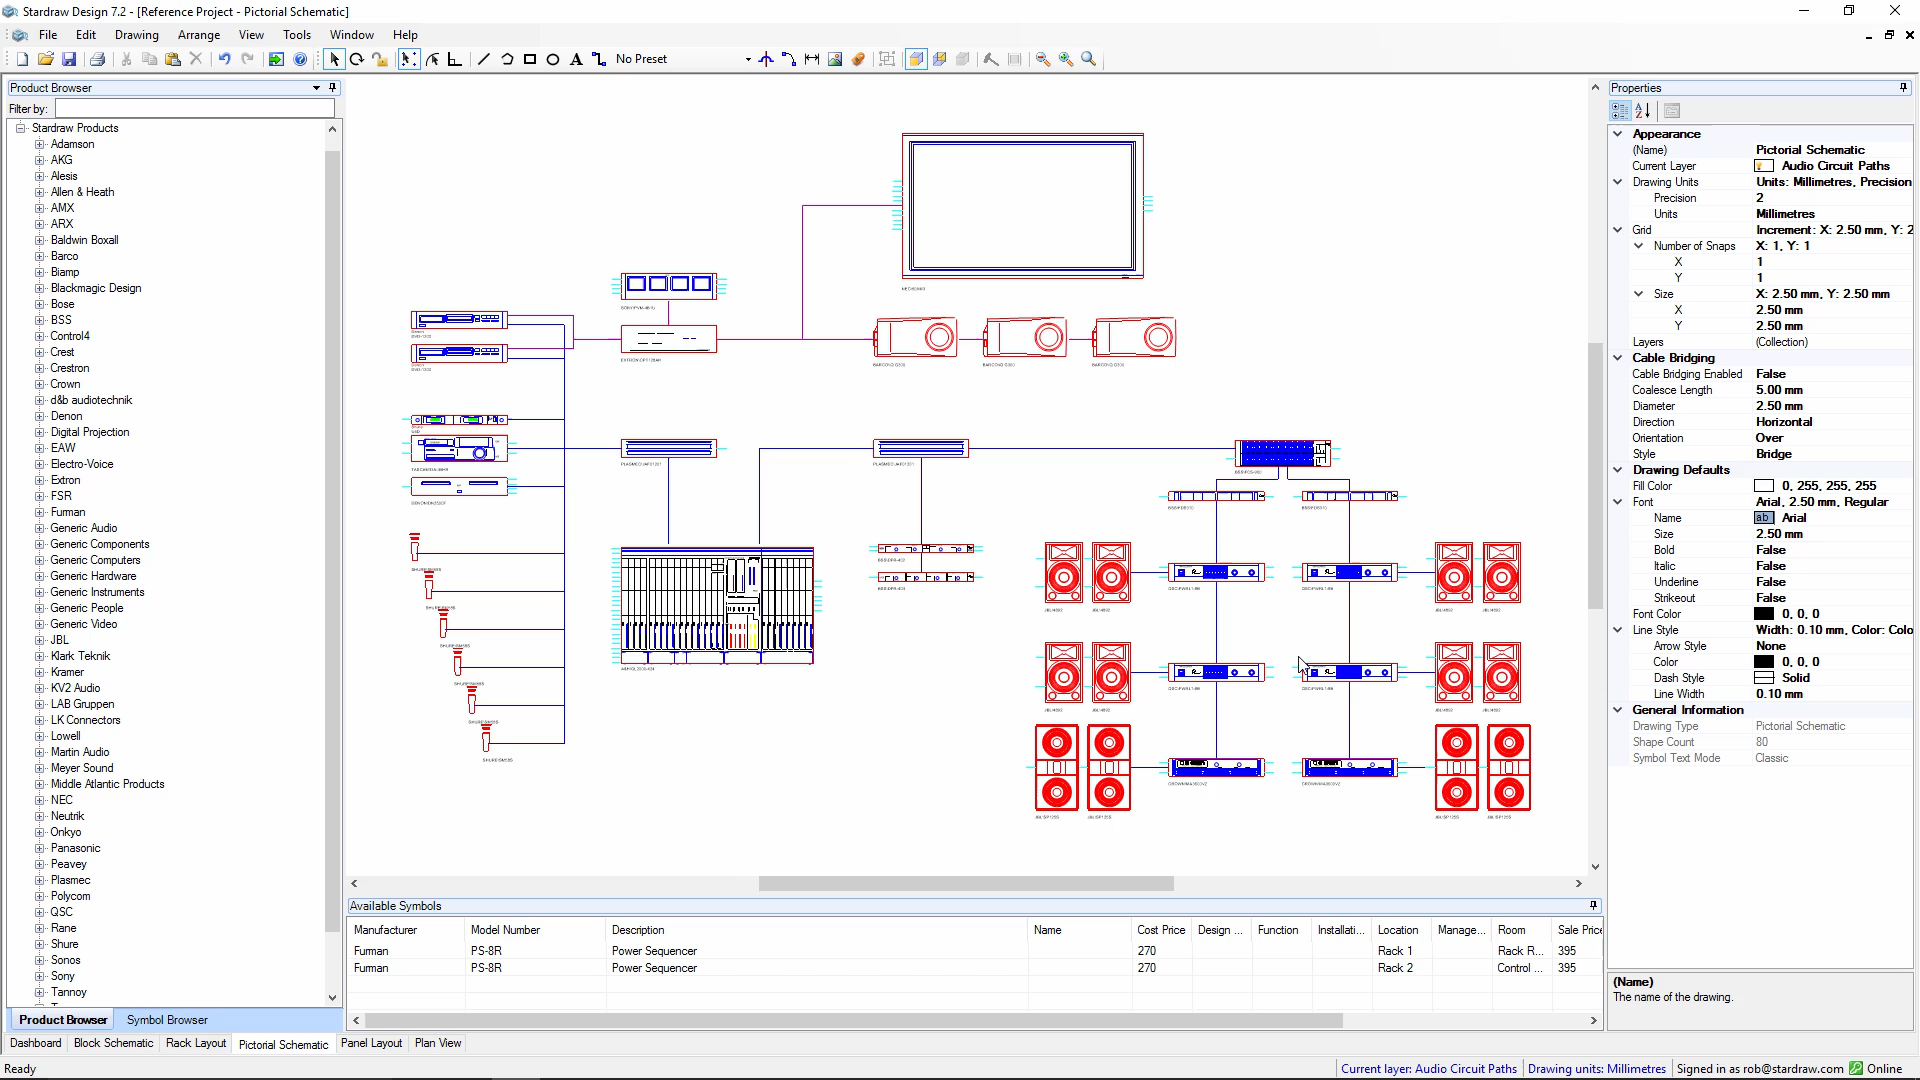 Stardraw Design 7.2 - [Reference Project - Pictorial Schematic]
File Edit Drawing Arrange View Tools Window Help
No Preset
Product Browser
Filter by:
Stardraw Products
Adamson
AKG
Alesis
Allen & Heath
AMX
ARX
Baldwin Boxall
Barco
Biamp
Blackmagic Design
Bose
BSS
Control4
Crest
Crestron
Crown
d&b audiotechnik
Denon
Digital Projection
EAW
Electro-Voice
Extron
FSR
Furman
Generic Audio
Generic Components
Generic Computers
Generic Hardware
Generic Instruments
Generic People
Generic Video
JBL
Klark Teknik
Kramer
KV2 Audio
LAB Gruppen
LK Connectors
Lowell
Martin Audio
Meyer Sound
Middle Atlantic Products
NEC
Neutrik
Onkyo
Panasonic
Peavey
Plasmec
Polycom
QSC
Rane
Shure
Sonos
Sony
Tannoy
Product Browser Symbol Browser
Available Symbols
Manufacturer Model Number Description Name Cost Price Design ... Function Installati... Location Manage... Room Sale Price
Furman PS-8R Power Sequencer 270 Rack 1 Rack R... 395
Furman PS-8R Power Sequencer 270 Rack 2 Control ... 395
Properties
Appearance
(Name) Pictorial Schematic
Current Layer Audio Circuit Paths
Drawing Units Units: Millimetres, Precision
Precision 2
Units Millimetres
Grid Increment: X: 2.50 mm, Y: 2
Number of Snaps X: 1, Y: 1
X 1
Y 1
Size X: 2.50 mm, Y: 2.50 mm
X 2.50 mm
Y 2.50 mm
Layers (Collection)
Cable Bridging
Cable Bridging Enabled False
Coalesce Length 5.00 mm
Diameter 2.50 mm
Direction Horizontal
Orientation Over
Style Bridge
Drawing Defaults
Fill Color 0, 255, 255, 255
Font Arial, 2.50 mm, Regular
Name ab Arial
Size 2.50 mm
Bold False
Italic False
Underline False
Strikeout False
Font Color 0, 0, 0
Line Style Width: 0.10 mm, Color: Colo
Arrow Style None
Color 0, 0, 0
Dash Style Solid
Line Width 0.10 mm
General Information
Drawing Type Pictorial Schematic
Shape Count 80
Symbol Text Mode Classic
(Name)
The name of the drawing.
Dashboard Block Schematic Rack Layout Pictorial Schematic Panel Layout Plan View
Ready
Current layer: Audio Circuit Paths Drawing units: Millimetres Signed in as rob@stardraw.com Online